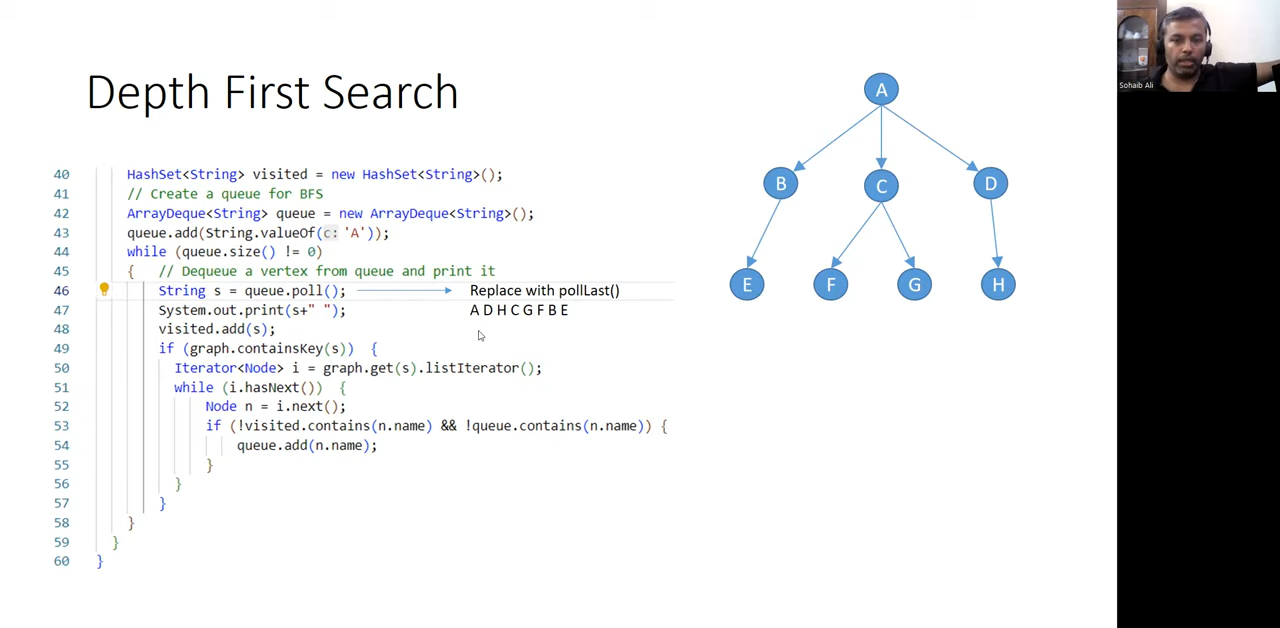 Depth First Search
40 HashSet<String> visited = new HashSet<String>();
41 // Create a queue for BFS
42 ArrayDeque<String> queue = new ArrayDeque<String>();
43 queue.add(String.valueOf(c: 'A'));
44 while (queue.size() != 0)
45 { // Dequeue a vertex from queue and print it
46 String s = queue.poll(); Replace with pollLast()
47 System.out.print(s+" "); A D H C G F B E
48 visited.add(s);
49 if (graph.containsKey(s)) {
50 Iterator<Node> i = graph.get(s).listIterator();
51 while (i.hasNext()) {
52 Node n = i.next();
53 if (!visited.contains(n.name) && !queue.contains(n.name)) {
54 queue.add(n.name);
55 }
56 }
57 }
58 }
59 }
60 }
A
B C D
E F G H
Sohaib Ali